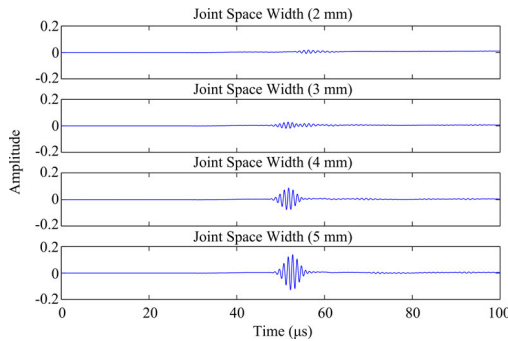 Joint Space Width (2 mm)
0.2
0
-0.2
Joint Space Width (3 mm)
0.2
0
-0.2
Joint Space Width (4 mm)
0.2
0
-0.2
Joint Space Width (5 mm)
0.2
0
-0.2
0 20 40 60 80 100
Time (μs)
Amplitude